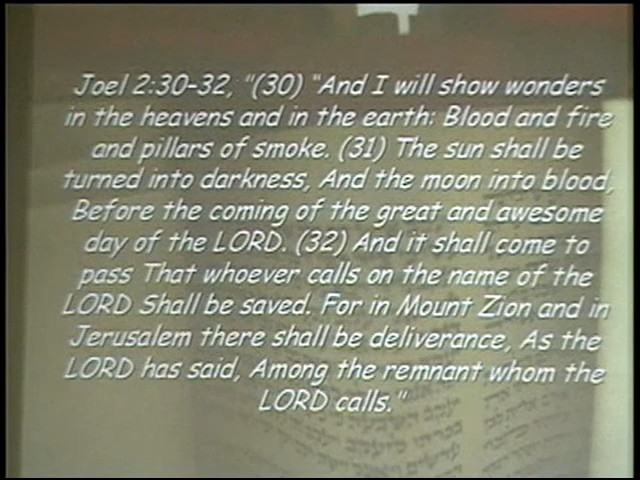 Joel 2:30-32, "(30) "And I will show wonders
in the heavens and in the earth: Blood and fire
and pillars of smoke. (31) The sun shall be
turned into darkness, And the moon into blood,
Before the coming of the great and awesome
day of the LORD. (32) And it shall come to
pass That whoever calls on the name of the
LORD Shall be saved. For in Mount Zion and in
Jerusalem there shall be deliverance, As the
LORD has said, Among the remnant whom the
LORD calls."